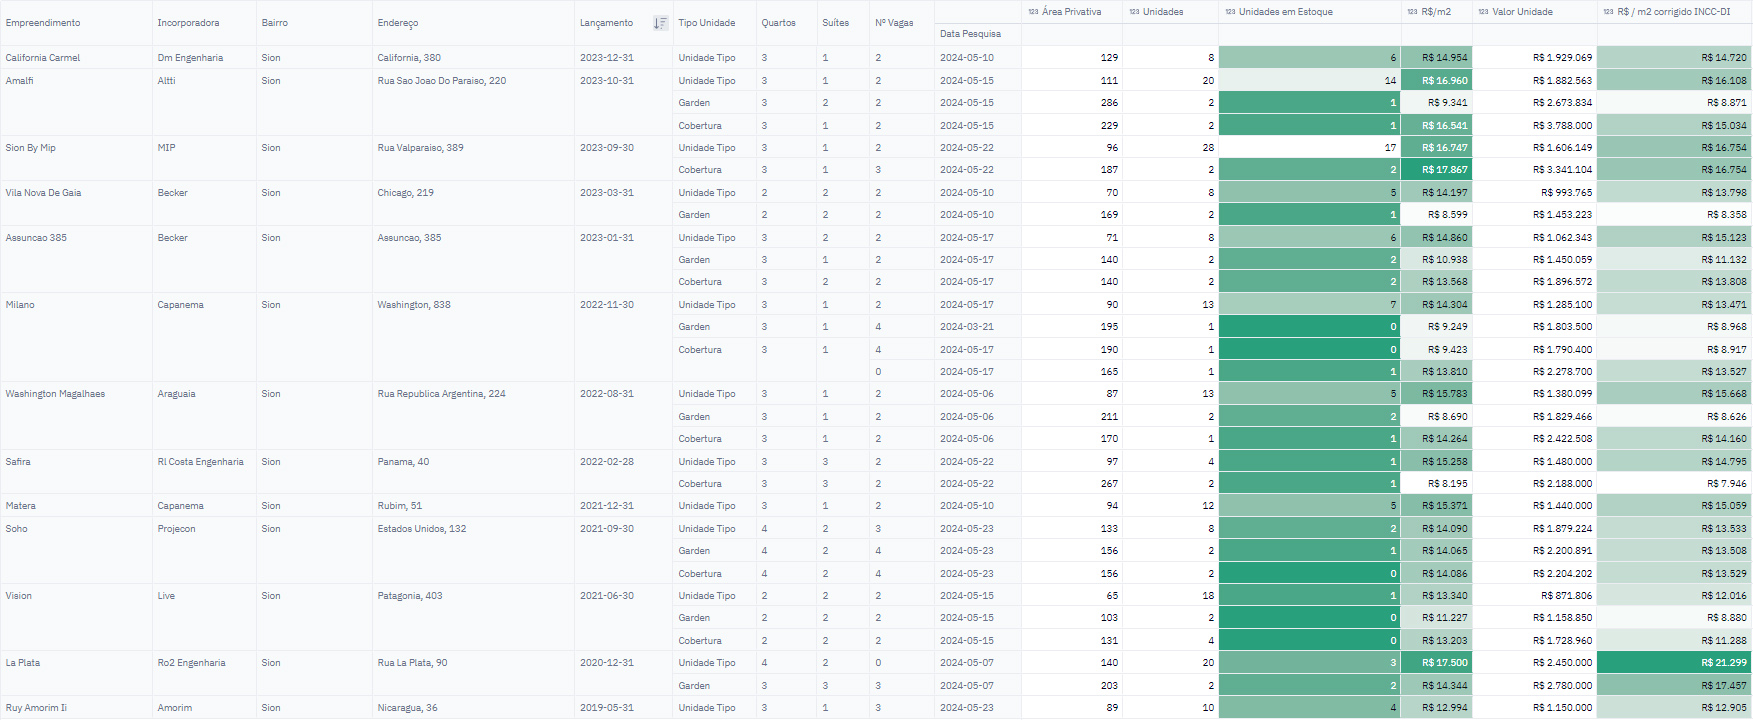 Empreendimento Incorporadora Bairro Endereço Lançamento Tipo Unidade Quartos Suítes Nº Vagas 123 Área Privativa 123 Unidades 123 Unidades em Estoque 123 R$/m2 123 Valor Unidade 123 R$ / m2 corrigido INCC-DI
Data Pesquisa
California Carmel Dm Engenharia Sion California, 380 2023-12-31 Unidade Tipo 3 1 2 2024-05-10 129 8 6 R$ 14.954 R$ 1.929.069 R$ 14.720
Amalfi Altti Sion Rua Sao Joao Do Paraiso, 220 2023-10-31 Unidade Tipo 3 1 2 2024-05-15 111 20 14 R$ 16.960 R$ 1.882.563 R$ 16.108
Garden 3 2 2 2024-05-15 286 2 1 R$ 9.341 R$ 2.673.834 R$ 8.871
Cobertura 3 1 2 2024-05-15 229 2 1 R$ 16.541 R$ 3.788.000 R$ 15.034
Sion By Mip MIP Sion Rua Valparaiso, 389 2023-09-30 Unidade Tipo 3 1 2 2024-05-22 96 28 17 R$ 16.747 R$ 1.606.149 R$ 16.754
Cobertura 3 1 3 2024-05-22 187 2 2 R$ 17.867 R$ 3.341.104 R$ 16.754
Vila Nova De Gaia Becker Sion Chicago, 219 2023-03-31 Unidade Tipo 2 2 2 2024-05-10 70 8 5 R$ 14.197 R$ 993.765 R$ 13.798
Garden 2 2 2 2024-05-10 169 2 1 R$ 8.599 R$ 1.453.223 R$ 8.358
Assuncao 385 Becker Sion Assuncao, 385 2023-01-31 Unidade Tipo 3 2 2 2024-05-17 71 8 6 R$ 14.860 R$ 1.062.343 R$ 15.123
Garden 3 1 2 2024-05-17 140 2 2 R$ 10.938 R$ 1.450.059 R$ 11.132
Cobertura 3 2 2 2024-05-17 140 2 2 R$ 13.568 R$ 1.896.572 R$ 13.808
Milano Capanema Sion Washington, 838 2022-11-30 Unidade Tipo 3 1 2 2024-05-17 90 13 7 R$ 14.304 R$ 1.285.100 R$ 13.471
Garden 3 1 4 2024-03-21 195 1 0 R$ 9.249 R$ 1.803.500 R$ 8.968
Cobertura 3 1 4 2024-05-17 190 1 0 R$ 9.423 R$ 1.790.400 R$ 8.917
0 2024-05-17 165 1 1 R$ 13.810 R$ 2.278.700 R$ 13.527
Washington Magalhaes Araguaia Sion Rua Republica Argentina, 224 2022-08-31 Unidade Tipo 3 1 2 2024-05-06 87 13 5 R$ 15.783 R$ 1.380.099 R$ 15.668
Garden 3 1 2 2024-05-06 211 2 2 R$ 8.690 R$ 1.829.466 R$ 8.626
Cobertura 3 1 2 2024-05-06 170 1 1 R$ 14.264 R$ 2.422.508 R$ 14.160
Safira Rl Costa Engenharia Sion Panama, 40 2022-02-28 Unidade Tipo 3 3 2 2024-05-22 97 4 1 R$ 15.258 R$ 1.480.000 R$ 14.795
Cobertura 3 3 2 2024-05-22 267 2 1 R$ 8.195 R$ 2.188.000 R$ 7.946
Matera Capanema Sion Rubim, 51 2021-12-31 Unidade Tipo 3 1 2 2024-05-10 94 12 5 R$ 15.371 R$ 1.440.000 R$ 15.059
Soho Projecon Sion Estados Unidos, 132 2021-09-30 Unidade Tipo 4 2 3 2024-05-23 133 8 2 R$ 14.090 R$ 1.879.224 R$ 13.533
Garden 4 2 4 2024-05-23 156 2 1 R$ 14.065 R$ 2.200.891 R$ 13.508
Cobertura 4 2 4 2024-05-23 156 2 0 R$ 14.086 R$ 2.204.202 R$ 13.529
Vision Live Sion Patagonia, 403 2021-06-30 Unidade Tipo 2 2 2 2024-05-15 65 18 1 R$ 13.340 R$ 871.806 R$ 12.016
Garden 2 2 2 2024-05-15 103 2 0 R$ 11.227 R$ 1.158.850 R$ 8.880
Cobertura 2 2 2 2024-05-15 131 4 0 R$ 13.203 R$ 1.728.960 R$ 11.288
La Plata Ro2 Engenharia Sion Rua La Plata, 90 2020-12-31 Unidade Tipo 4 2 0 2024-05-07 140 20 3 R$ 17.500 R$ 2.450.000 R$ 21.299
Garden 3 3 3 2024-05-07 203 2 2 R$ 14.344 R$ 2.780.000 R$ 17.457
Ruy Amorim Ii Amorim Sion Nicaragua, 36 2019-05-31 Unidade Tipo 3 1 3 2024-05-23 89 10 4 R$ 12.994 R$ 1.150.000 R$ 12.905